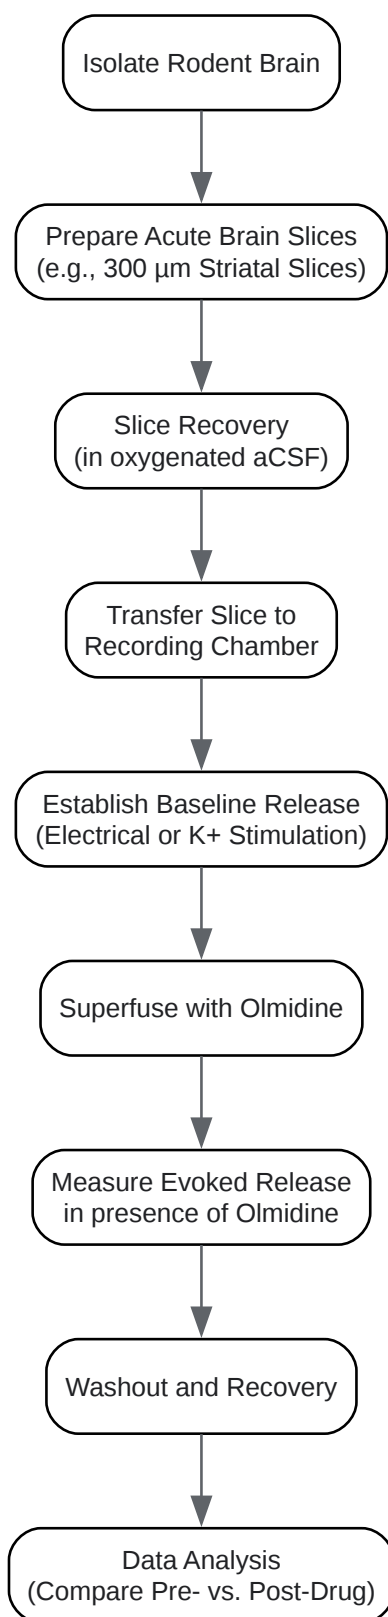 Isolate Rodent Brain
Prepare Acute Brain Slices
(e.g., 300 µm Striatal Slices)
Slice Recovery
(in oxygenated aCSF)
Transfer Slice to
Recording Chamber
Establish Baseline Release
(Electrical or K+ Stimulation)
Superfuse with Olmidine
Measure Evoked Release
in presence of Olmidine
Washout and Recovery
Data Analysis
(Compare Pre- vs. Post-Drug)